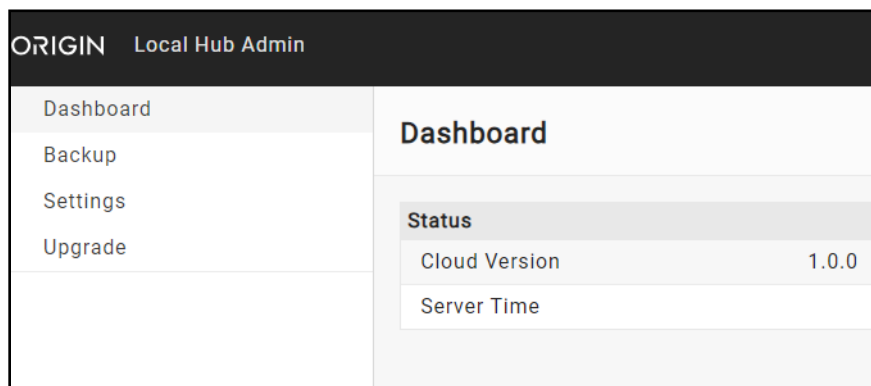 ORIGIN Local Hub Admin
Dashboard
Backup
Settings
Upgrade
Dashboard
Status
Cloud Version 1.0.0
Server Time